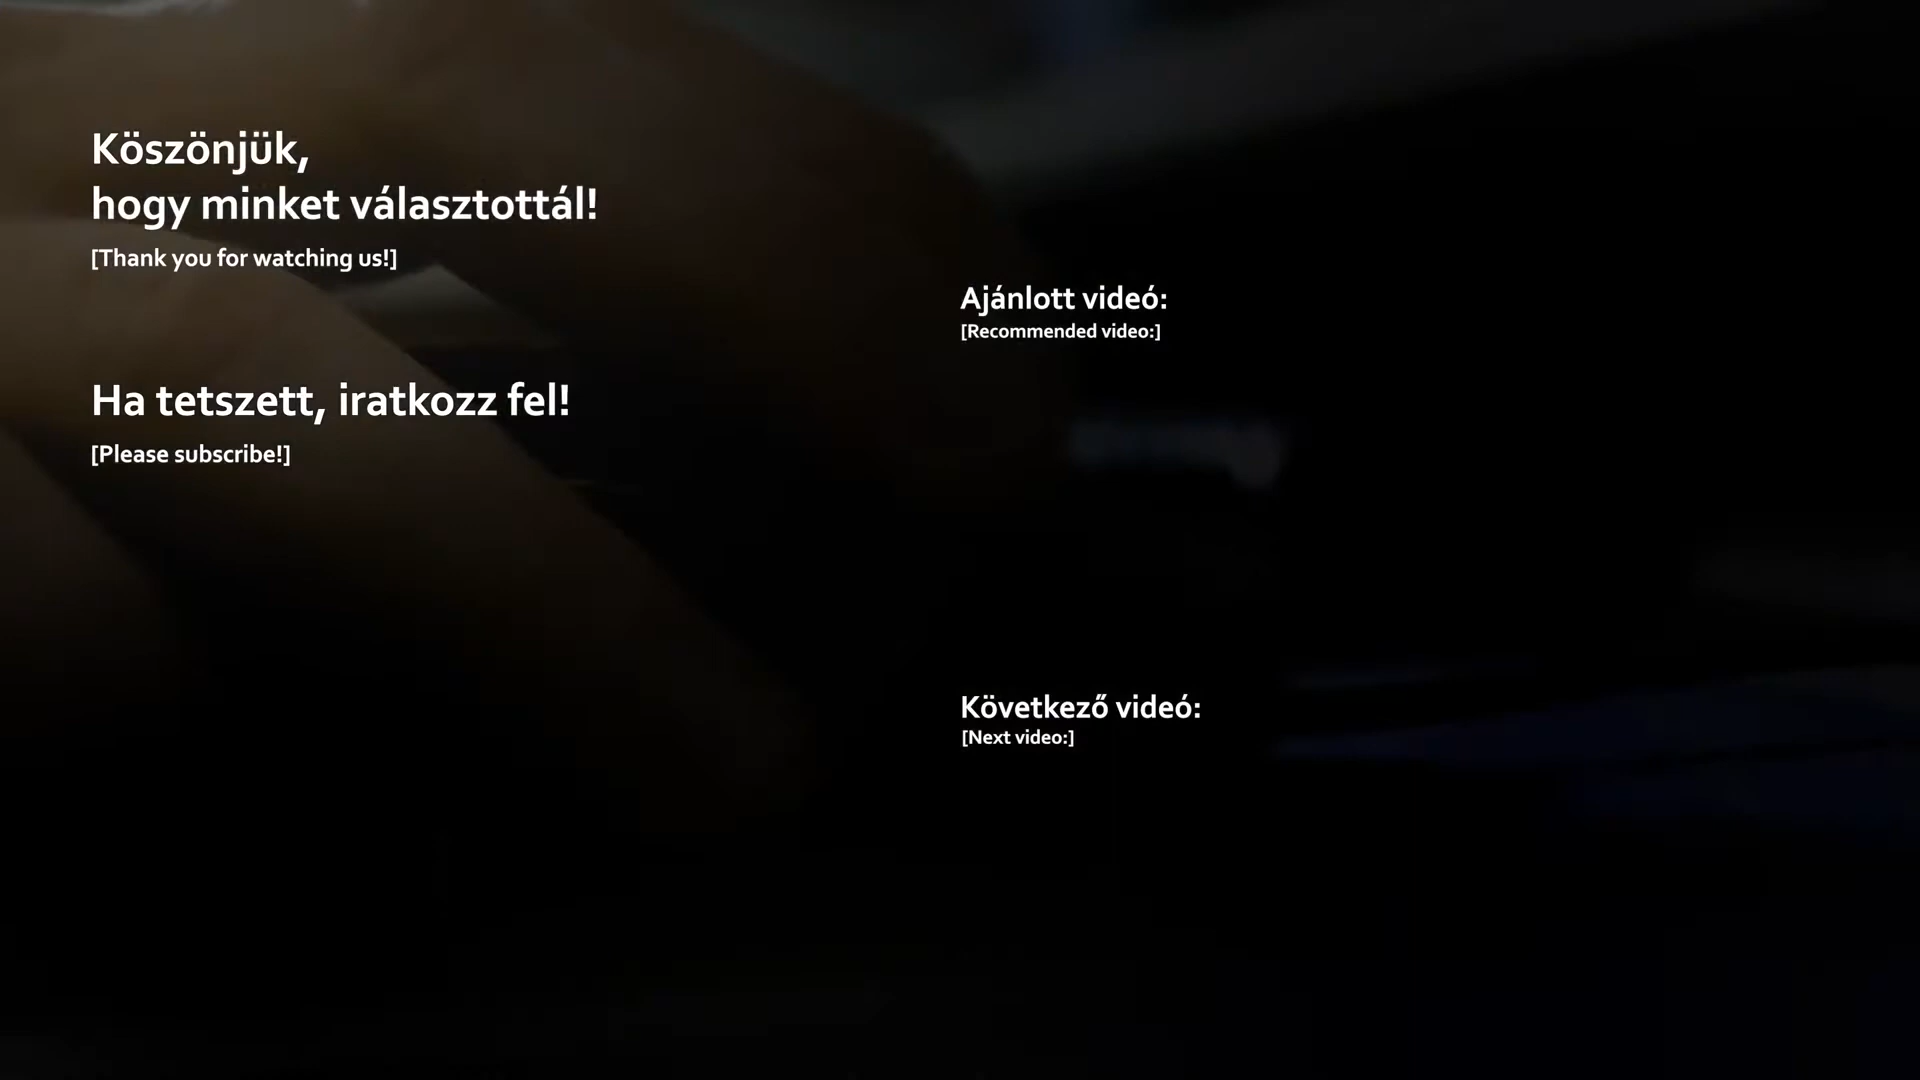 Köszönjük,
hogy minket választottál!
[Thank you for watching us!]
Ha tetszett, iratkozz fel!
[Please subscribe!]
Ajánlott videó:
[Recommended video:]
Következő videó:
[Next video:]